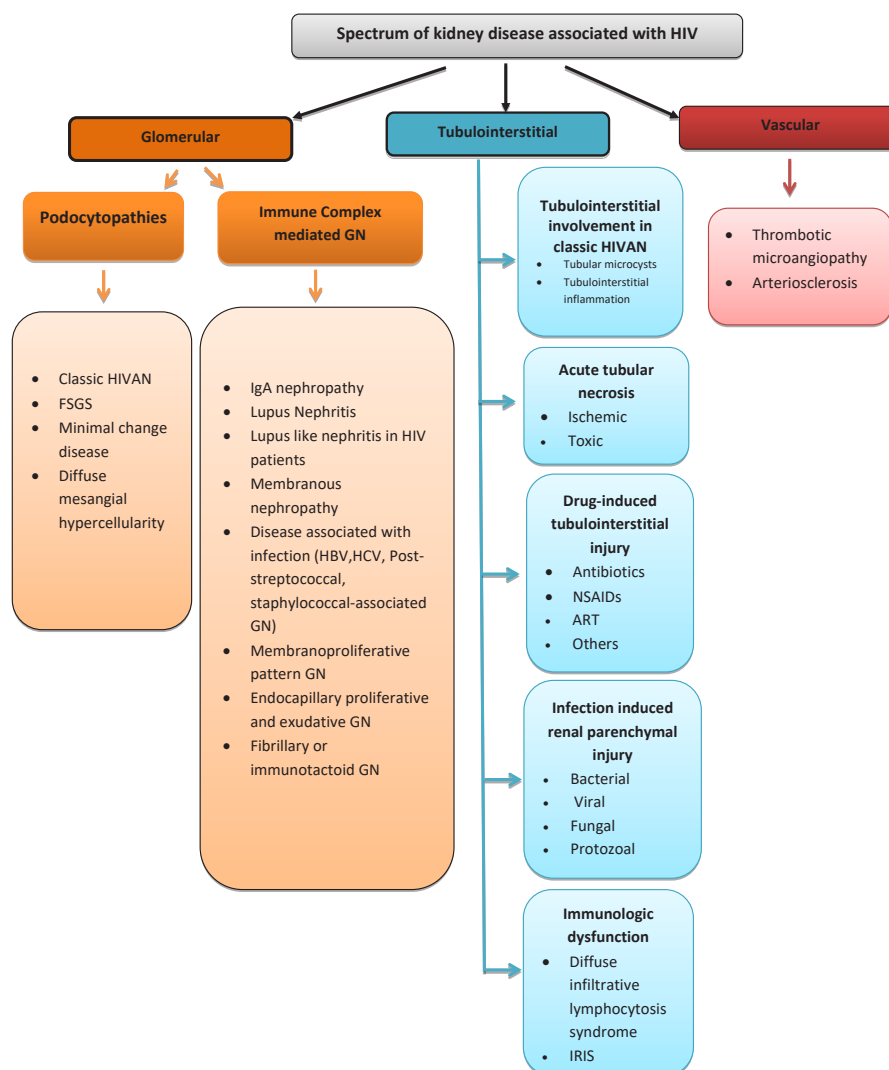 Spectrum of kidney disease associated with HIV
Glomerular
Tubulointerstitial
Vascular
Podocytopathies
Immune Complex
mediated GN
• Classic HIVAN
• FSGS
• Minimal change
disease
• Diffuse
mesangial
hypercellularity
• IgA nephropathy
• Lupus Nephritis
• Lupus like nephritis in HIV
patients
• Membranous
nephropathy
• Disease associated with
infection (HBV,HCV, Post-
streptococcal,
staphylococcal-associated
GN)
• Membranoproliferative
pattern GN
• Endocapillary proliferative
and exudative GN
• Fibrillary or
immunotactoid GN
Tubulointerstitial
involvement in
classic HIVAN
• Tubular microcysts
• Tubulointerstitial
inflammation
Acute tubular
necrosis
• Ischemic
• Toxic
Drug-induced
tubulointerstitial
injury
• Antibiotics
• NSAIDs
• ART
• Others
Infection induced
renal parenchymal
injury
• Bacterial
• Viral
• Fungal
• Protozoal
Immunologic
dysfunction
• Diffuse
infiltrative
lymphocytosis
syndrome
• IRIS
• Thrombotic
microangiopathy
• Arteriosclerosis